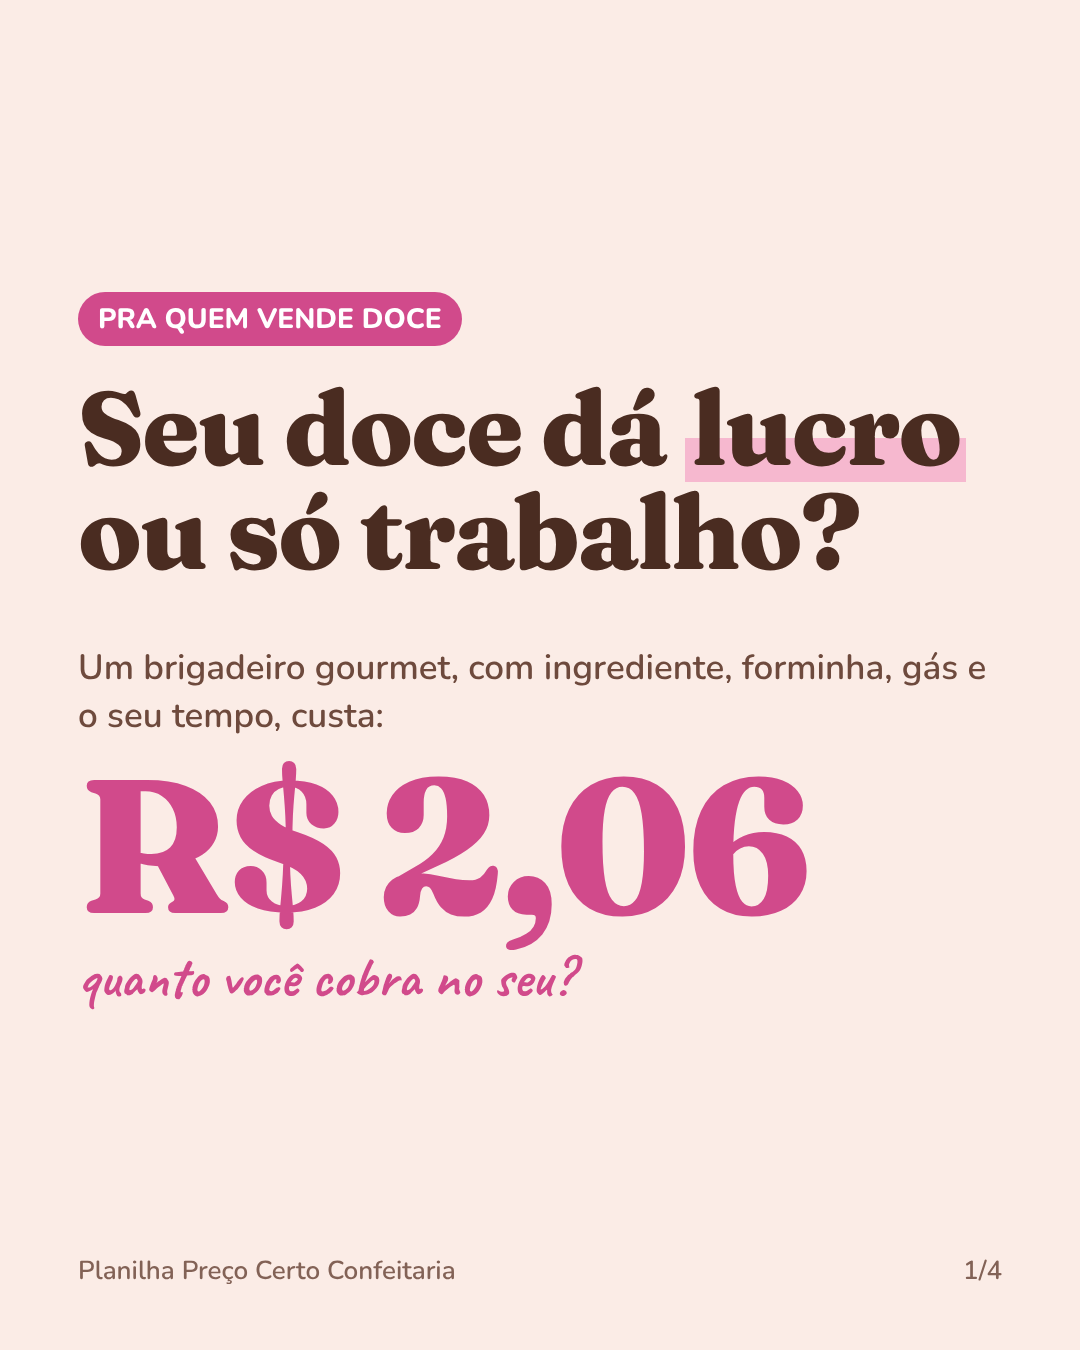 PRA QUEM VENDE DOCE
Seu doce dá lucro
ou só trabalho?
Um brigadeiro gourmet, com ingrediente, forminha, gás e
o seu tempo, custa:
R$ 2,06
quanto você cobra no seu?
Planilha Preço Certo Confeitaria
1/4